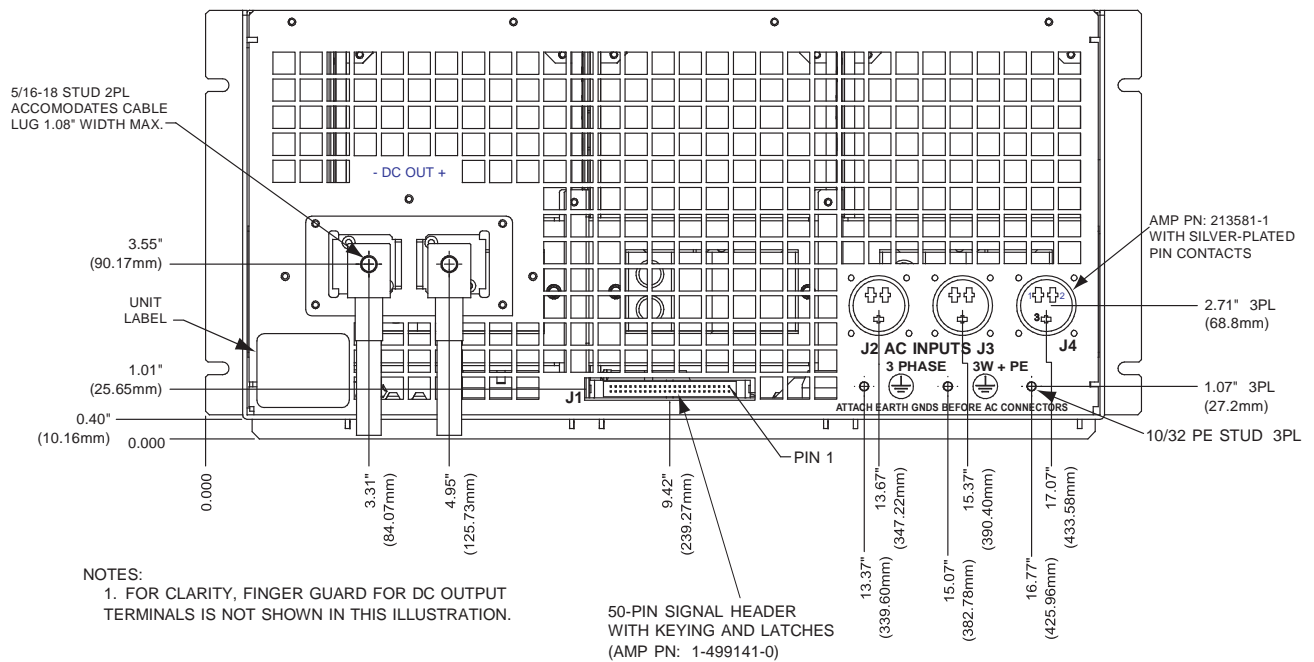 5/16-18 STUD 2PL
ACCOMODATES CABLE
LUG 1.08" WIDTH MAX.
- DC OUT +
3.55"
(90.17mm)
UNIT
LABEL
1.01"
(25.65mm)
0.40"
(10.16mm)
0.000
0.000
AMP PN: 213581-1
WITH SILVER-PLATED
PIN CONTACTS
1 2
3
2.71" 3PL
(68.8mm)
J2 AC INPUTS J3
J4
3 PHASE
3W + PE
J1
1.07" 3PL
(27.2mm)
ATTACH EARTH GNDS BEFORE AC CONNECTORS
10/32 PE STUD 3PL
PIN 1
3.31"
(84.07mm)
4.95"
(125.73mm)
9.42"
(239.27mm)
13.67"
(347.22mm)
15.37"
(390.40mm)
17.07"
(433.58mm)
13.37"
(339.60mm)
15.07"
(382.78mm)
16.77"
(425.96mm)
NOTES:
1. FOR CLARITY, FINGER GUARD FOR DC OUTPUT
TERMINALS IS NOT SHOWN IN THIS ILLUSTRATION.
50-PIN SIGNAL HEADER
WITH KEYING AND LATCHES
(AMP PN: 1-499141-0)